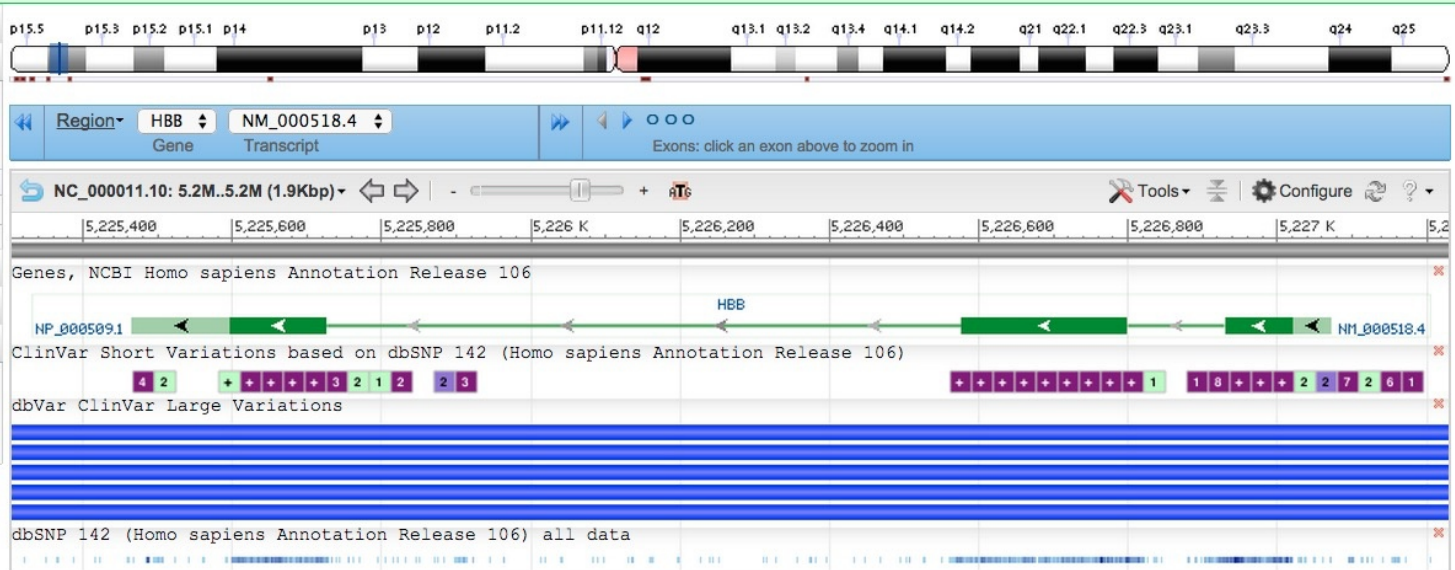 p15.5 p15.3 p15.2 p15.1 p14 p13 p12 p11.2 p11.12 q12 q13.1 q13.2 q13.4 q14.1 q14.2 q21 q22.1 q22.3 q23.1 q23.3 q24 q25
Region HBB NM_000518.4
Gene Transcript Exons: click an exon above to zoom in
NC_000011.10: 5.2M..5.2M (1.9Kbp) - + ATG Tools Configure ?
5,225,400 5,225,600 5,225,800 5,226 K 5,226,200 5,226,400 5,226,600 5,226,800 5,227 K 5,2
Genes, NCBI Homo sapiens Annotation Release 106
HBB
NP_000509.1 NM_000518.4
ClinVar Short Variations based on dbSNP 142 (Homo sapiens Annotation Release 106)
4 2 + + + + + 3 2 1 2 2 3 + + + + + + + + + + 1 1 8 + + + 2 2 7 2 6 1
dbVar ClinVar Large Variations
dbSNP 142 (Homo sapiens Annotation Release 106) all data